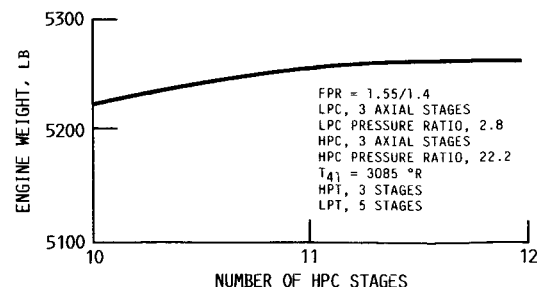 5300
ENGINE WEIGHT, LB
5200
5100
FPR = 1.55/1.4
LPC, 3 AXIAL STAGES
LPC PRESSURE RATIO, 2.8
HPC, 3 AXIAL STAGES
HPC PRESSURE RATIO, 22.2
T41 = 3085 °R
HPT, 3 STAGES
LPT, 5 STAGES
10
11
12
NUMBER OF HPC STAGES